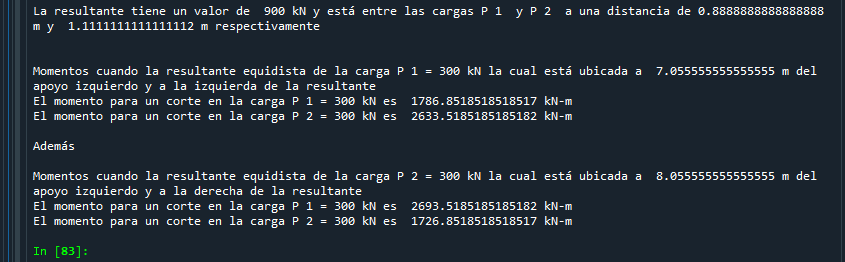 La resultante tiene un valor de  900 kN y está entre las cargas P 1  y P 2  a una distancia de 0.8888888888888888
m y  1.1111111111111112 m respectivamente
Momentos cuando la resultante equidista de la carga P 1 = 300 kN la cual está ubicada a  7.055555555555555 m del
apoyo izquierdo y a la izquierda de la resultante
El momento para un corte en la carga P 1 = 300 kN es  1786.8518518518517 kN-m
El momento para un corte en la carga P 2 = 300 kN es  2633.5185185185182 kN-m
Además
Momentos cuando la resultante equidista de la carga P 2 = 300 kN la cual está ubicada a  8.055555555555555 m del
apoyo izquierdo y a la derecha de la resultante
El momento para un corte en la carga P 1 = 300 kN es  2693.5185185185182 kN-m
El momento para un corte en la carga P 2 = 300 kN es  1726.8518518518517 kN-m
In [83]: